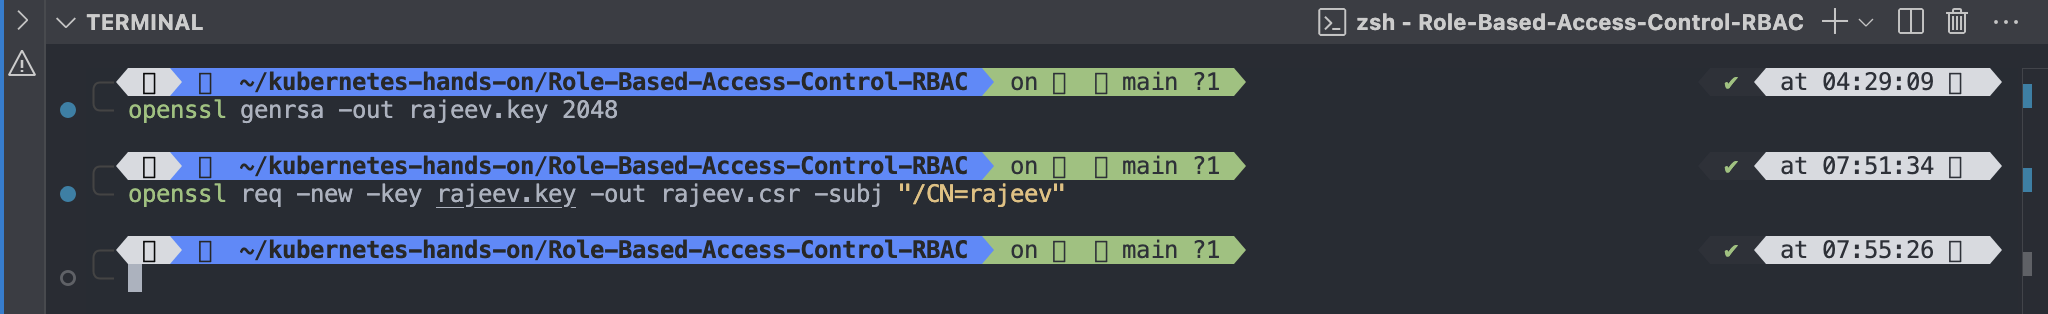 TERMINAL zsh - Role-Based-Access-Control-RBAC
~/kubernetes-hands-on/Role-Based-Access-Control-RBAC on main ?1 ✔ at 04:29:09
openssl genrsa -out rajeev.key 2048
~/kubernetes-hands-on/Role-Based-Access-Control-RBAC on main ?1 ✔ at 07:51:34
openssl req -new -key rajeev.key -out rajeev.csr -subj "/CN=rajeev"
~/kubernetes-hands-on/Role-Based-Access-Control-RBAC on main ?1 ✔ at 07:55:26